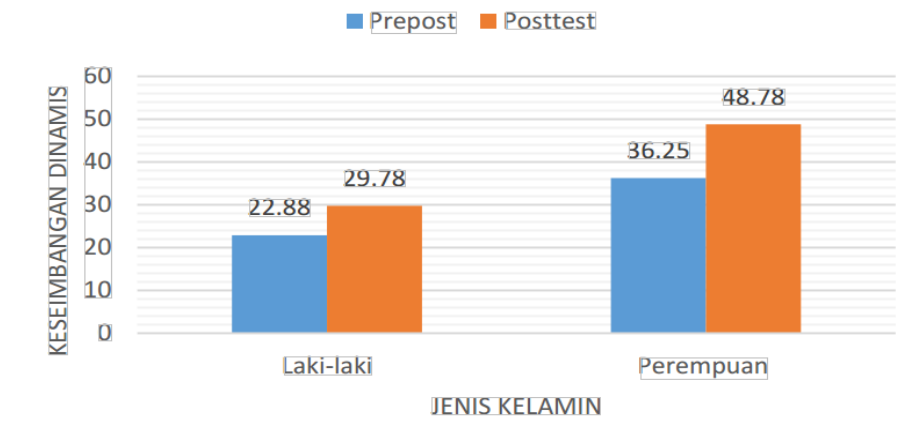 Prepost Posttest
KESEIMBANGAN DINAMIS
60
50
40
30
20
10
0
22.88
29.78
36.25
48.78
Laki-laki
Perempuan
JENIS KELAMIN